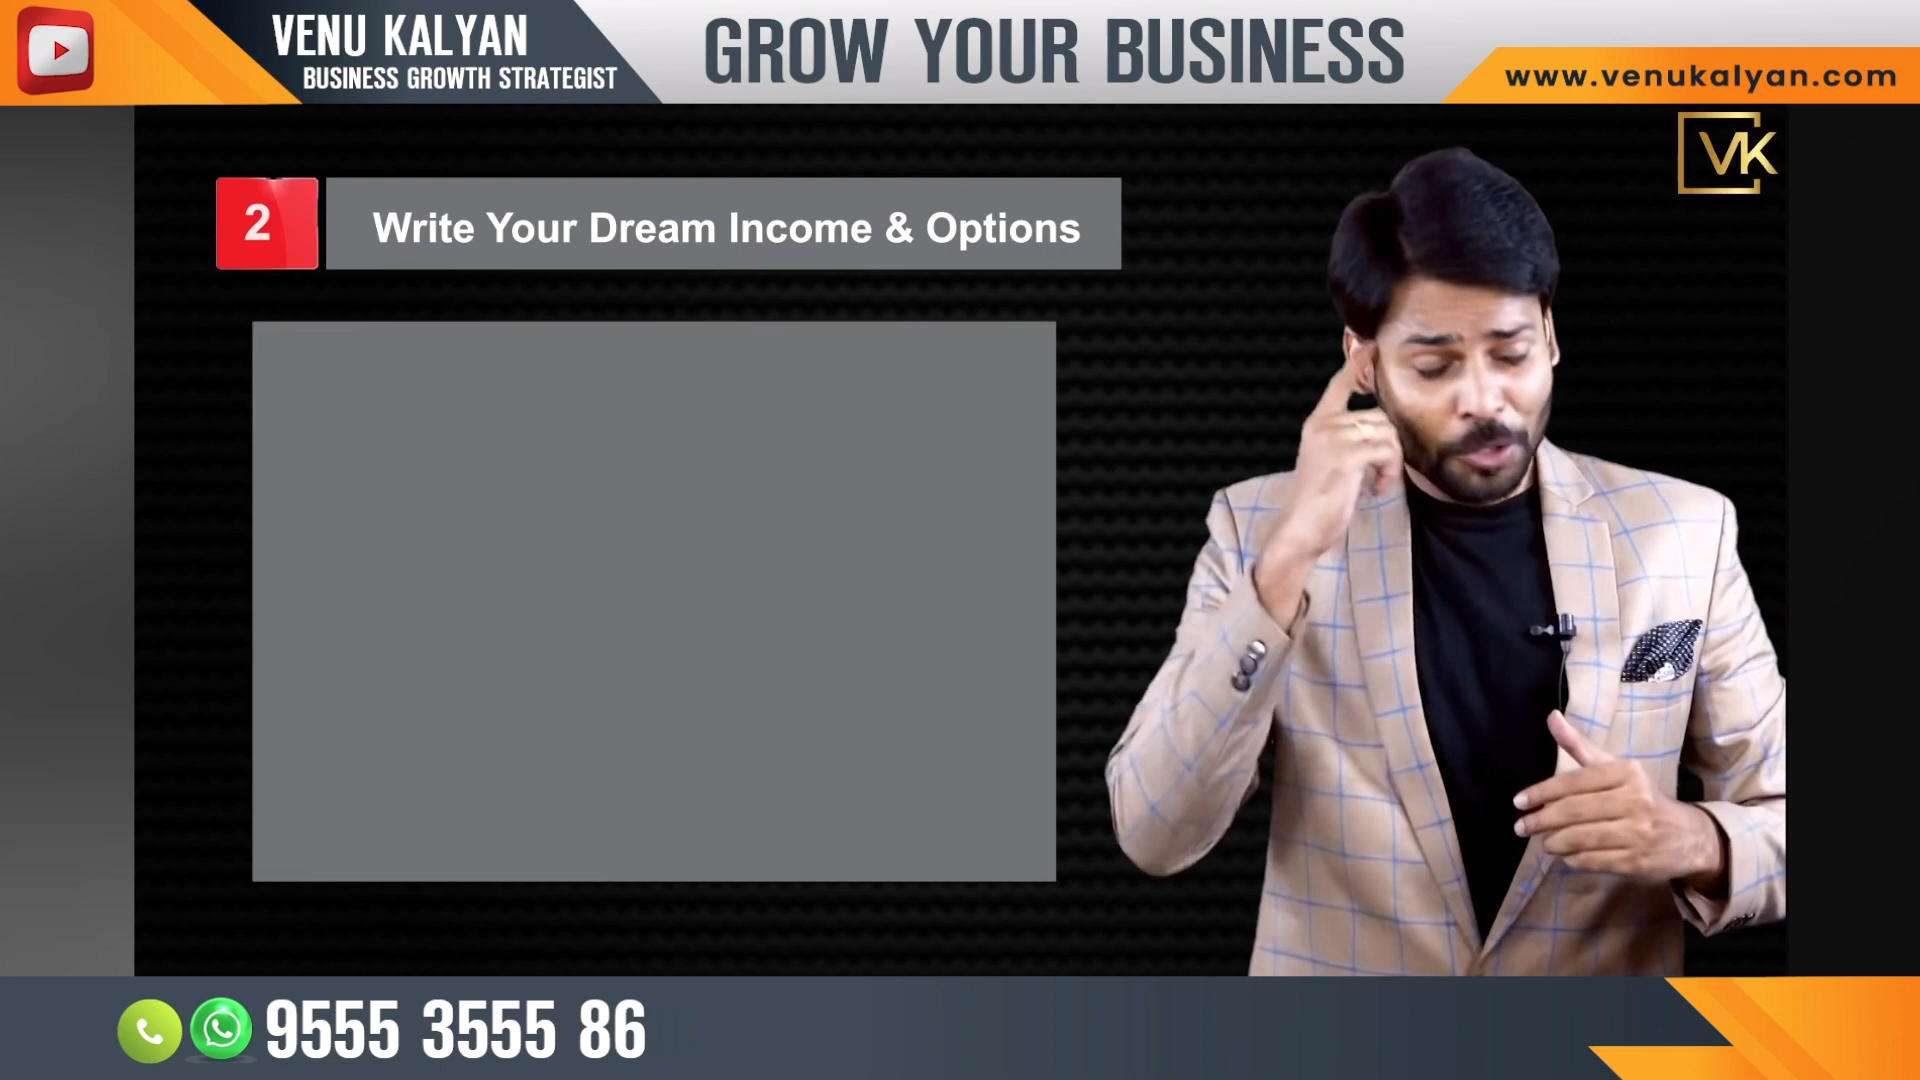 VENU KALYAN
BUSINESS GROWTH STRATEGIST
GROW YOUR BUSINESS
www.venukalyan.com
VK
2
Write Your Dream Income & Options
9555 3555 86